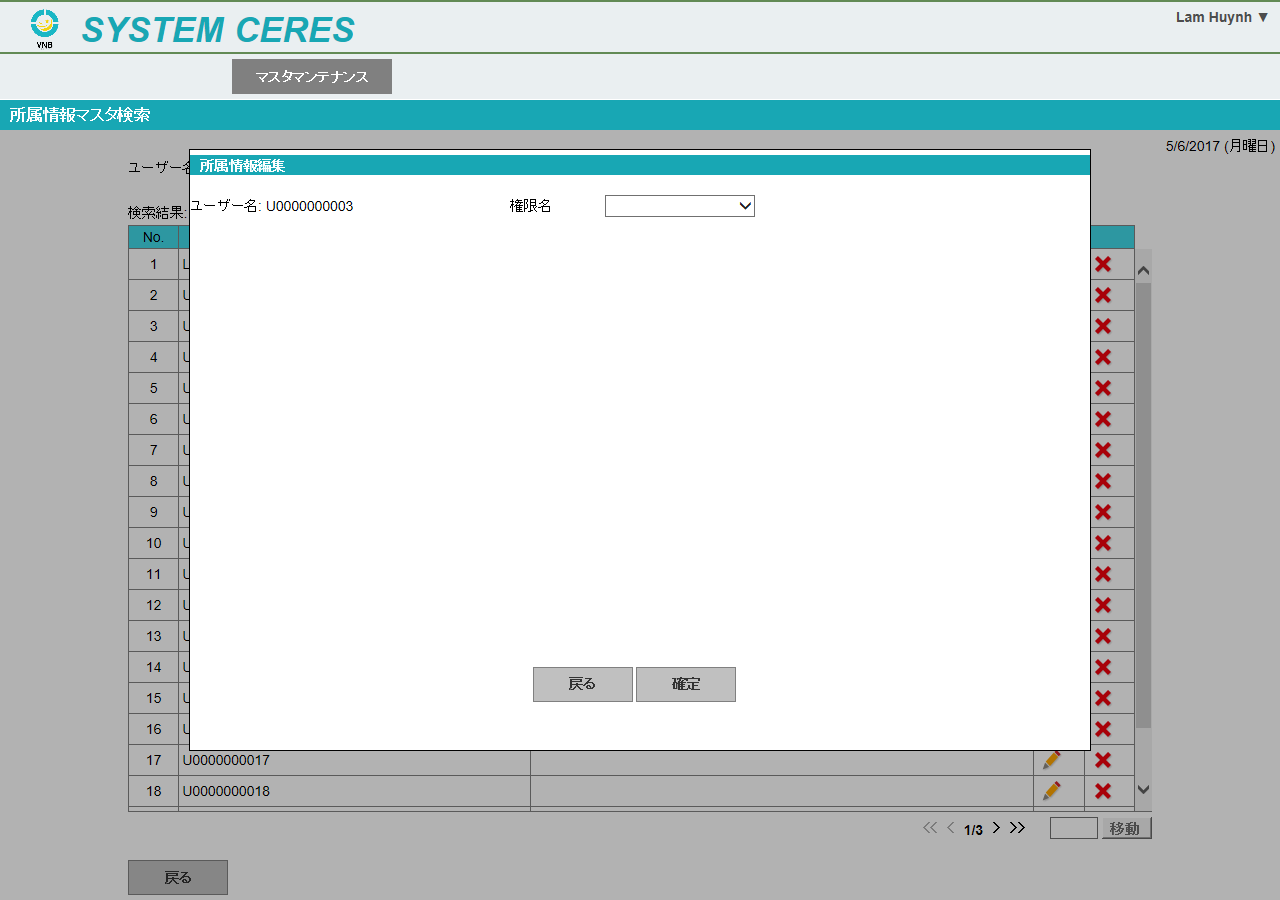 VNB
SYSTEM CERES
Lam Huynh ▼
マスタマンテナンス
所属情報マスタ検索
5/6/2017 (月曜日)
ユーザー名
所属情報編集
検索結果:
ユーザー名: U0000000003 権限名
No.
1
2
3
4
5
6
7
8
9
10
11
12
13
14
15
16
17 U0000000017
18 U0000000018
戻る 確定
<< < 1/3 > >> 移動
戻る